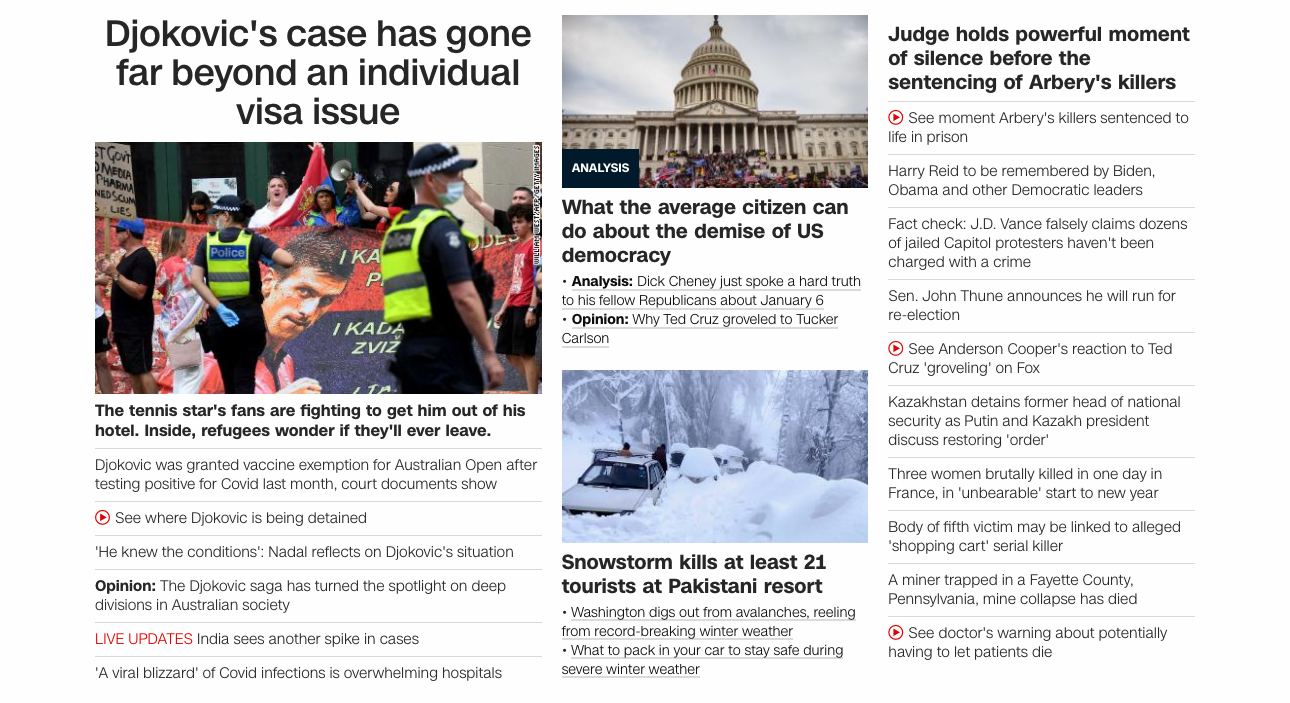 Djokovic's case has gone
far beyond an individual
visa issue
ST GOVT
MEDIA
PHARMA
SCUM
LIES
Police
Police
I KA
I KADA
ZVIŽ
WILLIAM WEST/AFP/GETTY IMAGES
The tennis star's fans are fighting to get him out of his
hotel. Inside, refugees wonder if they'll ever leave.
Djokovic was granted vaccine exemption for Australian Open after
testing positive for Covid last month, court documents show
See where Djokovic is being detained
'He knew the conditions': Nadal reflects on Djokovic's situation
Opinion: The Djokovic saga has turned the spotlight on deep
divisions in Australian society
LIVE UPDATES India sees another spike in cases
'A viral blizzard' of Covid infections is overwhelming hospitals
ANALYSIS
What the average citizen can
do about the demise of US
democracy
• Analysis: Dick Cheney just spoke a hard truth
to his fellow Republicans about January 6
• Opinion: Why Ted Cruz groveled to Tucker
Carlson
Snowstorm kills at least 21
tourists at Pakistani resort
• Washington digs out from avalanches, reeling
from record-breaking winter weather
• What to pack in your car to stay safe during
severe winter weather
Judge holds powerful moment
of silence before the
sentencing of Arbery's killers
See moment Arbery's killers sentenced to
life in prison
Harry Reid to be remembered by Biden,
Obama and other Democratic leaders
Fact check: J.D. Vance falsely claims dozens
of jailed Capitol protesters haven't been
charged with a crime
Sen. John Thune announces he will run for
re-election
See Anderson Cooper's reaction to Ted
Cruz 'groveling' on Fox
Kazakhstan detains former head of national
security as Putin and Kazakh president
discuss restoring 'order'
Three women brutally killed in one day in
France, in 'unbearable' start to new year
Body of fifth victim may be linked to alleged
'shopping cart' serial killer
A miner trapped in a Fayette County,
Pennsylvania, mine collapse has died
See doctor's warning about potentially
having to let patients die